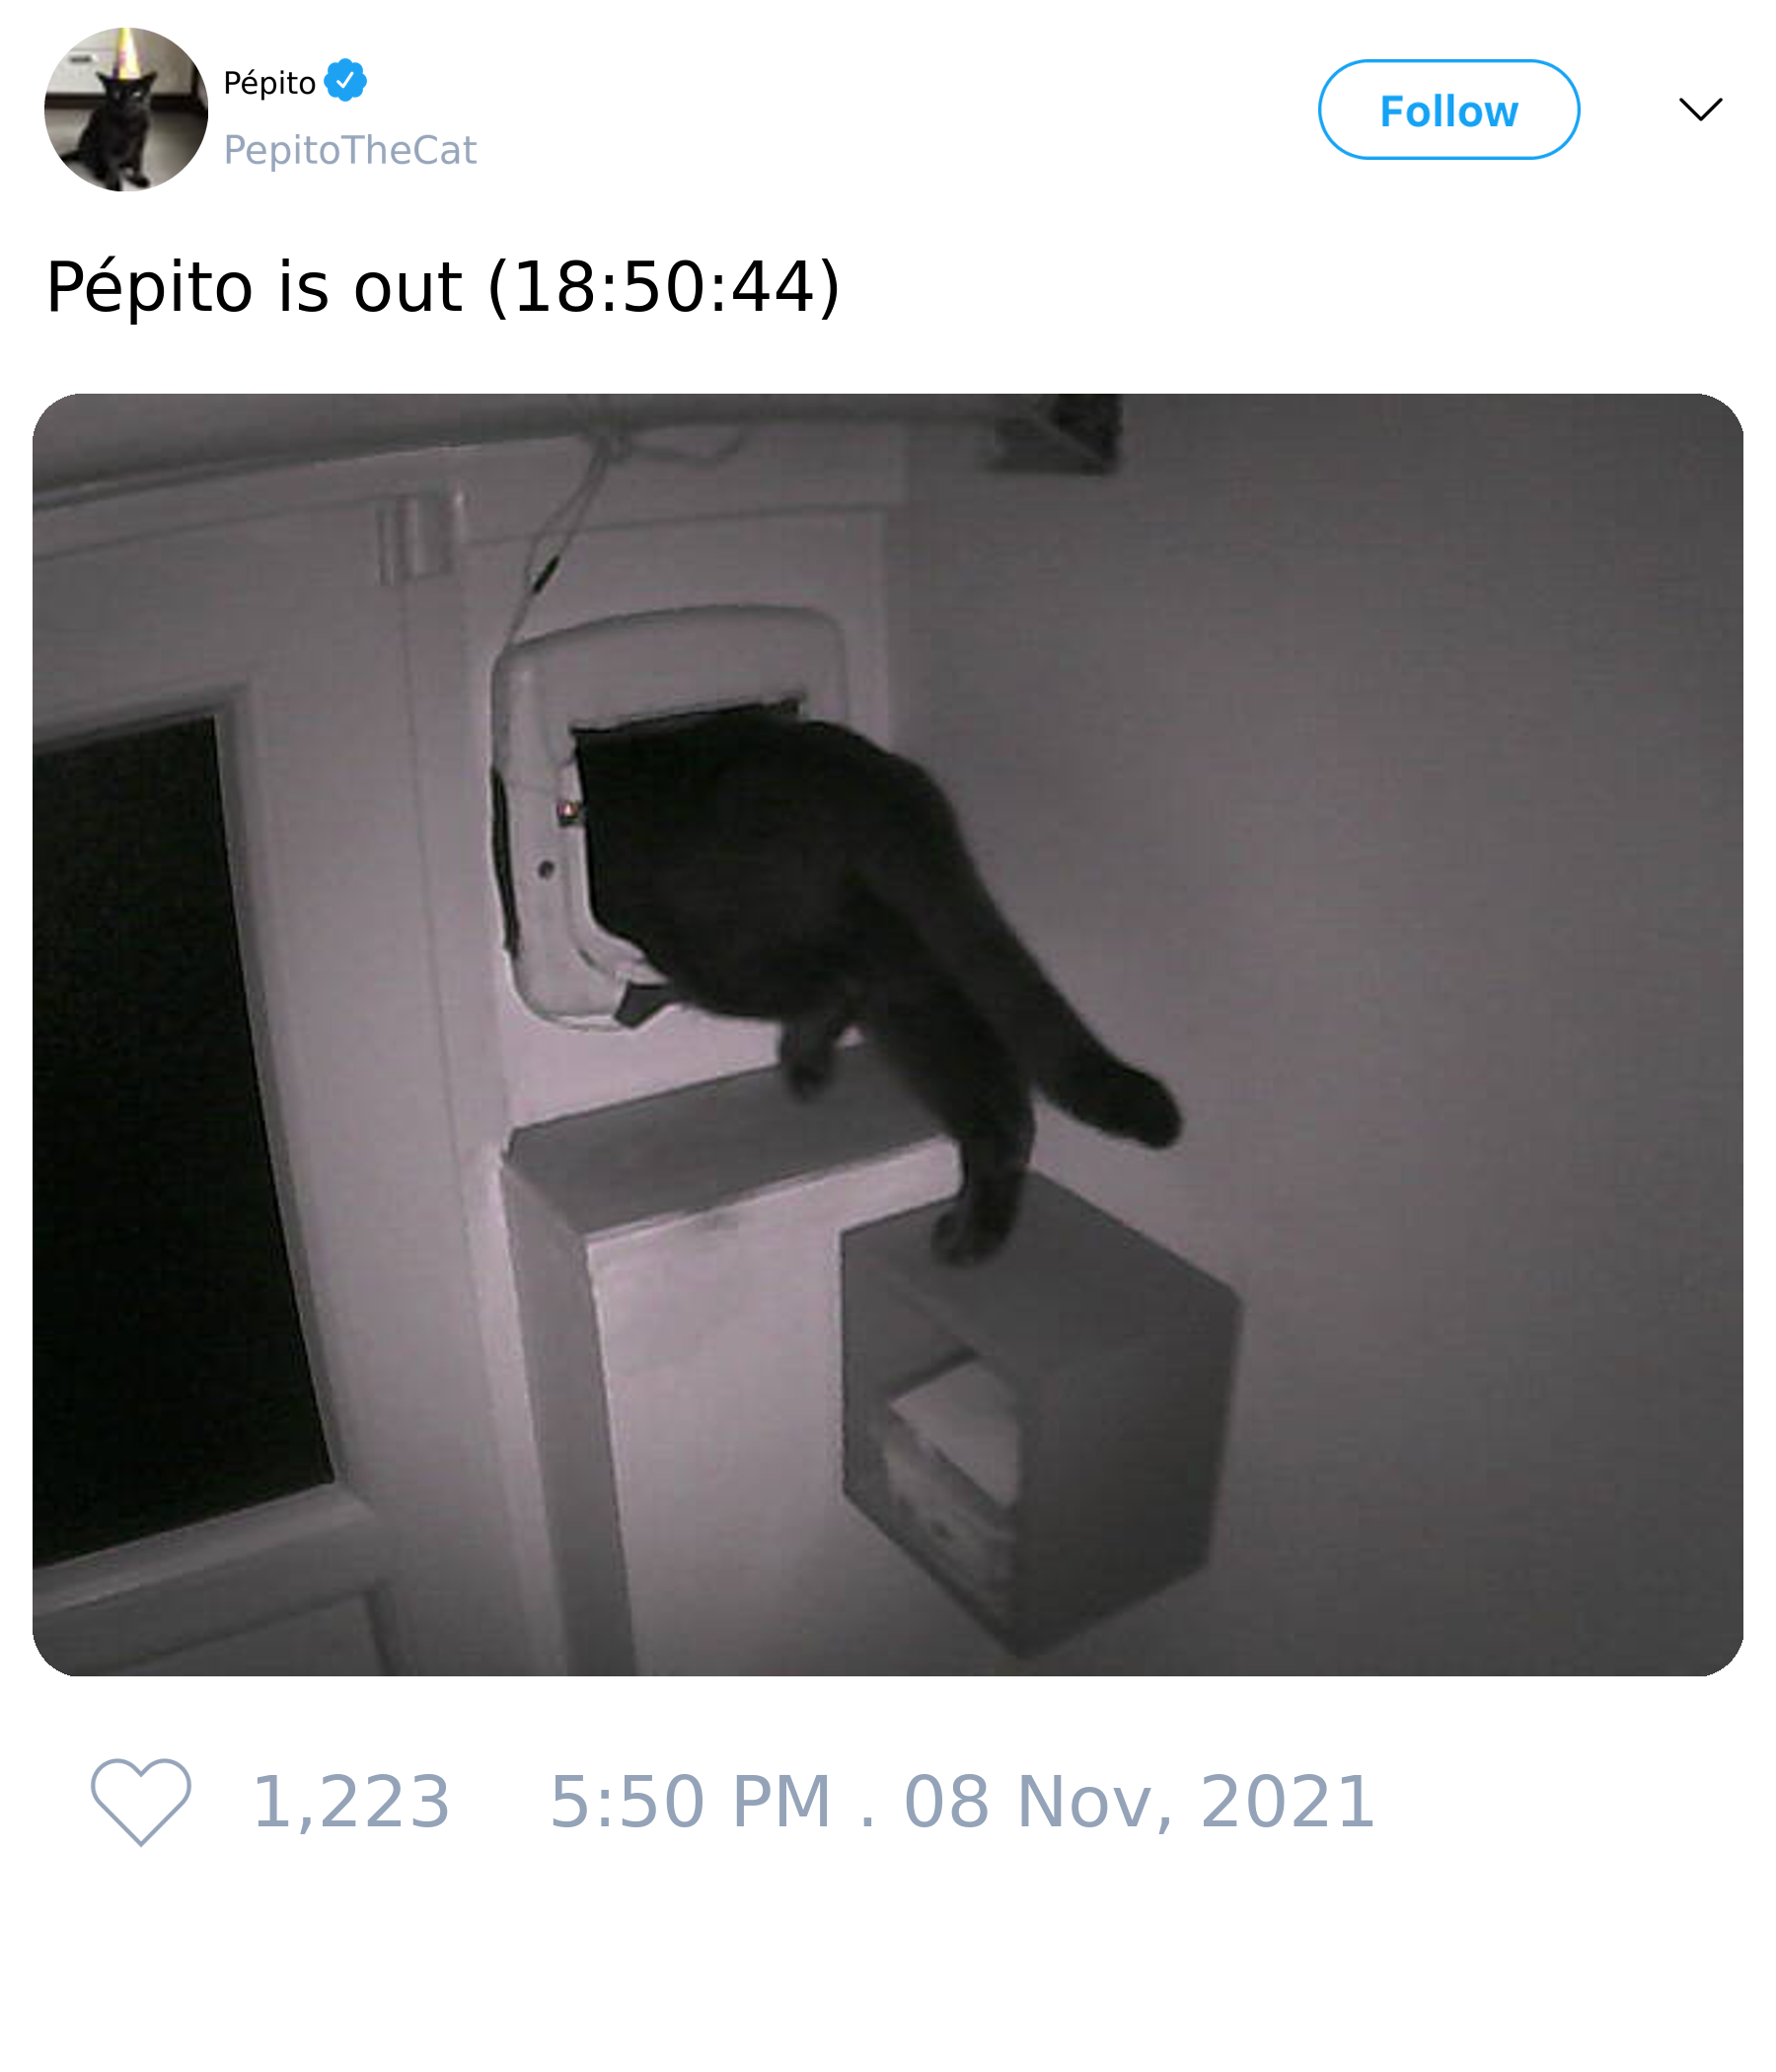 Pépito
PepitoTheCat
Follow
Pépito is out (18:50:44)
1,223 5:50 PM . 08 Nov, 2021